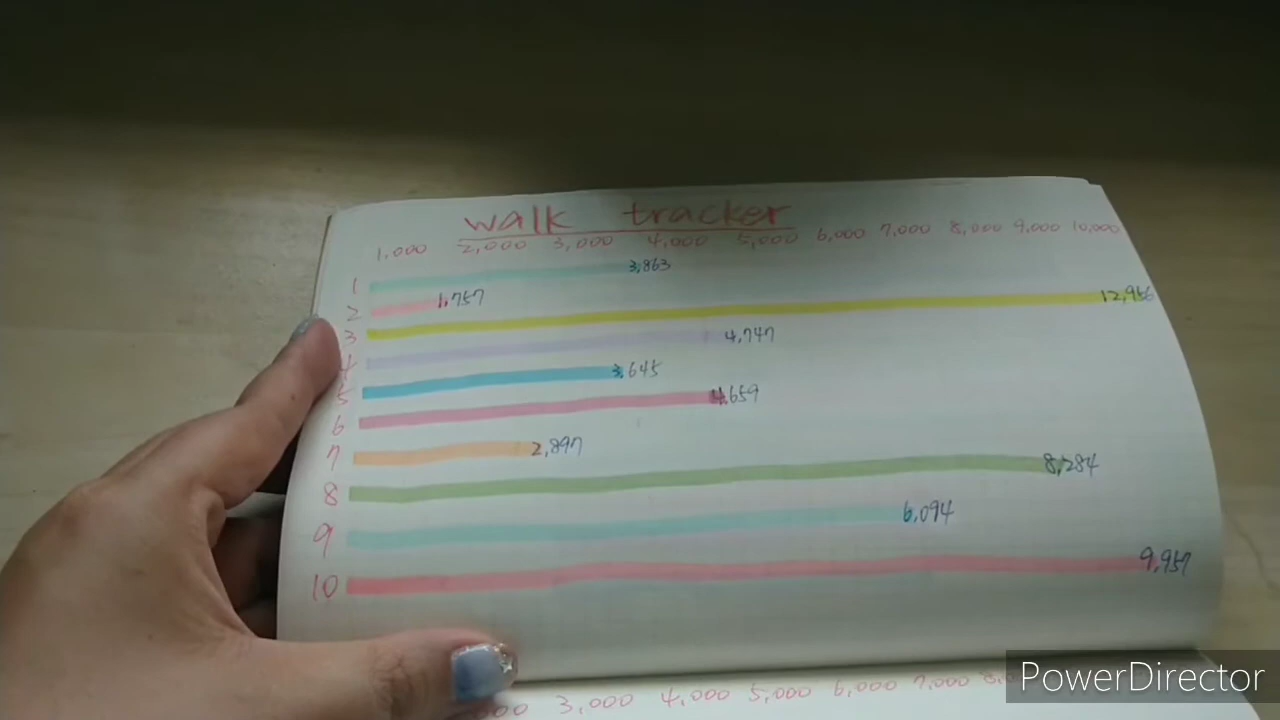 walk tracker
1,000 2,000 3,000 4,000 5,000 6,000 7,000 8,000 9,000 10,000
1 3,863
2 1,757
3 12,956
4 4,747
5 3,645
6 4,659
7 2,897
8 8,284
9 6,094
10 9,957
3,000 4,000 5,000 6,000 7,000
PowerDirector